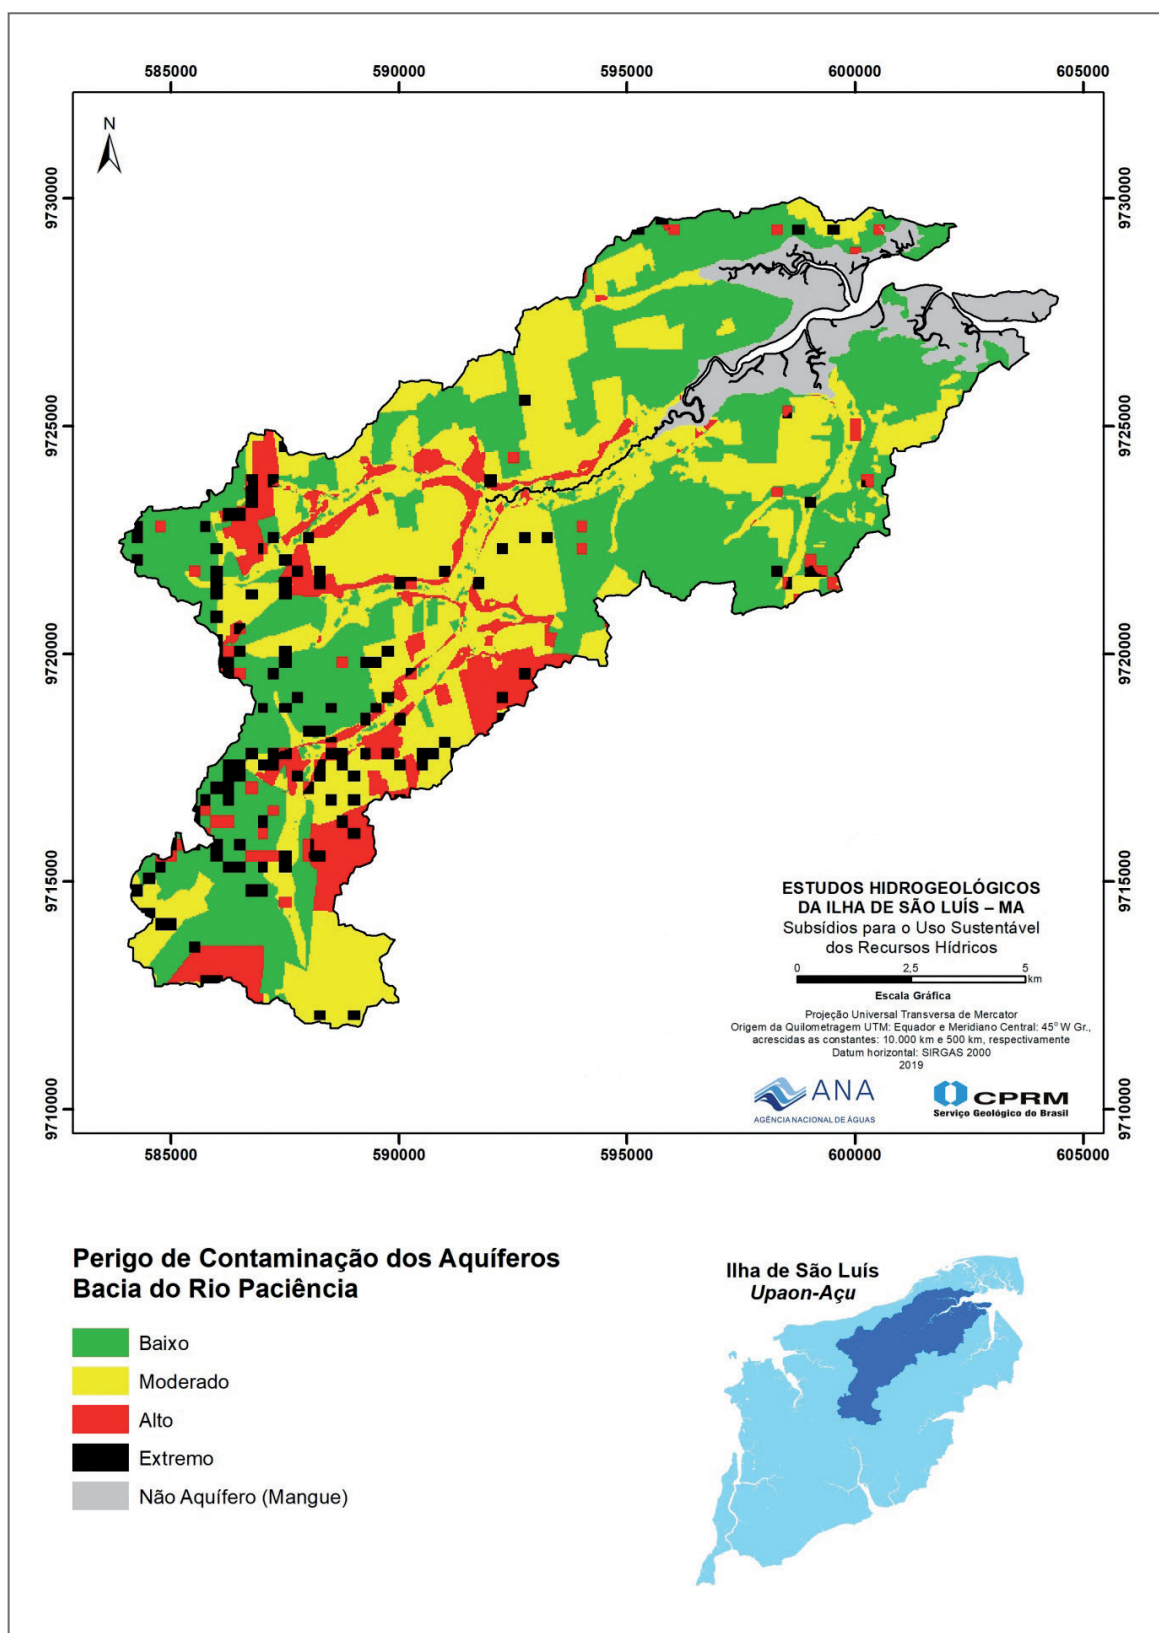 585000 590000 595000 600000 605000
N
9730000 9730000
9725000 9725000
9720000 9720000
9715000 9715000
9710000 9710000
ESTUDOS HIDROGEOLÓGICOS
DA ILHA DE SÃO LUÍS – MA
Subsídios para o Uso Sustentável
dos Recursos Hídricos
0 2,5 5
km
Escala Gráfica
Projeção Universal Transversa de Mercator
Origem da Quilometragem UTM: Equador e Meridiano Central: 45° W Gr.,
acrescidas as constantes: 10.000 km e 500 km, respectivamente
Datum horizontal: SIRGAS 2000
2019
ANA
AGÊNCIA NACIONAL DE ÁGUAS
CPRM
Serviço Geológico do Brasil
585000 590000 595000 600000 605000
Perigo de Contaminação dos Aquíferos
Bacia do Rio Paciência
Baixo
Moderado
Alto
Extremo
Não Aquífero (Mangue)
Ilha de São Luís
Upaon-Açu